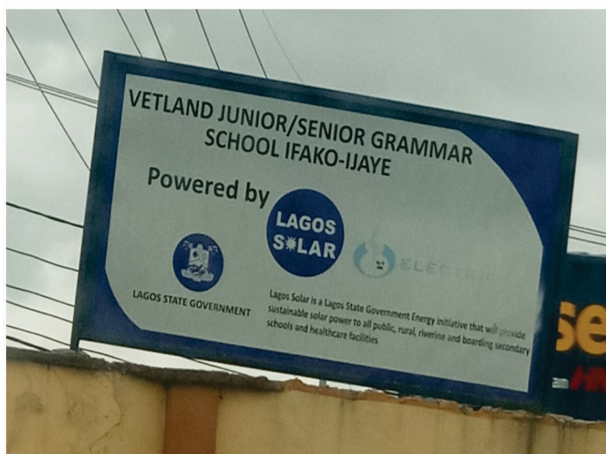 VETLAND JUNIOR/SENIOR GRAMMAR
SCHOOL IFAKO-IJAYE
Powered by
LAGOS
SOLAR
LAGOS STATE GOVERNMENT
Lagos Solar is a Lagos State Government Energy Initiative that will provide
sustainable solar power to all public, rural, riverine and boarding secondary
schools and healthcare facilities
se